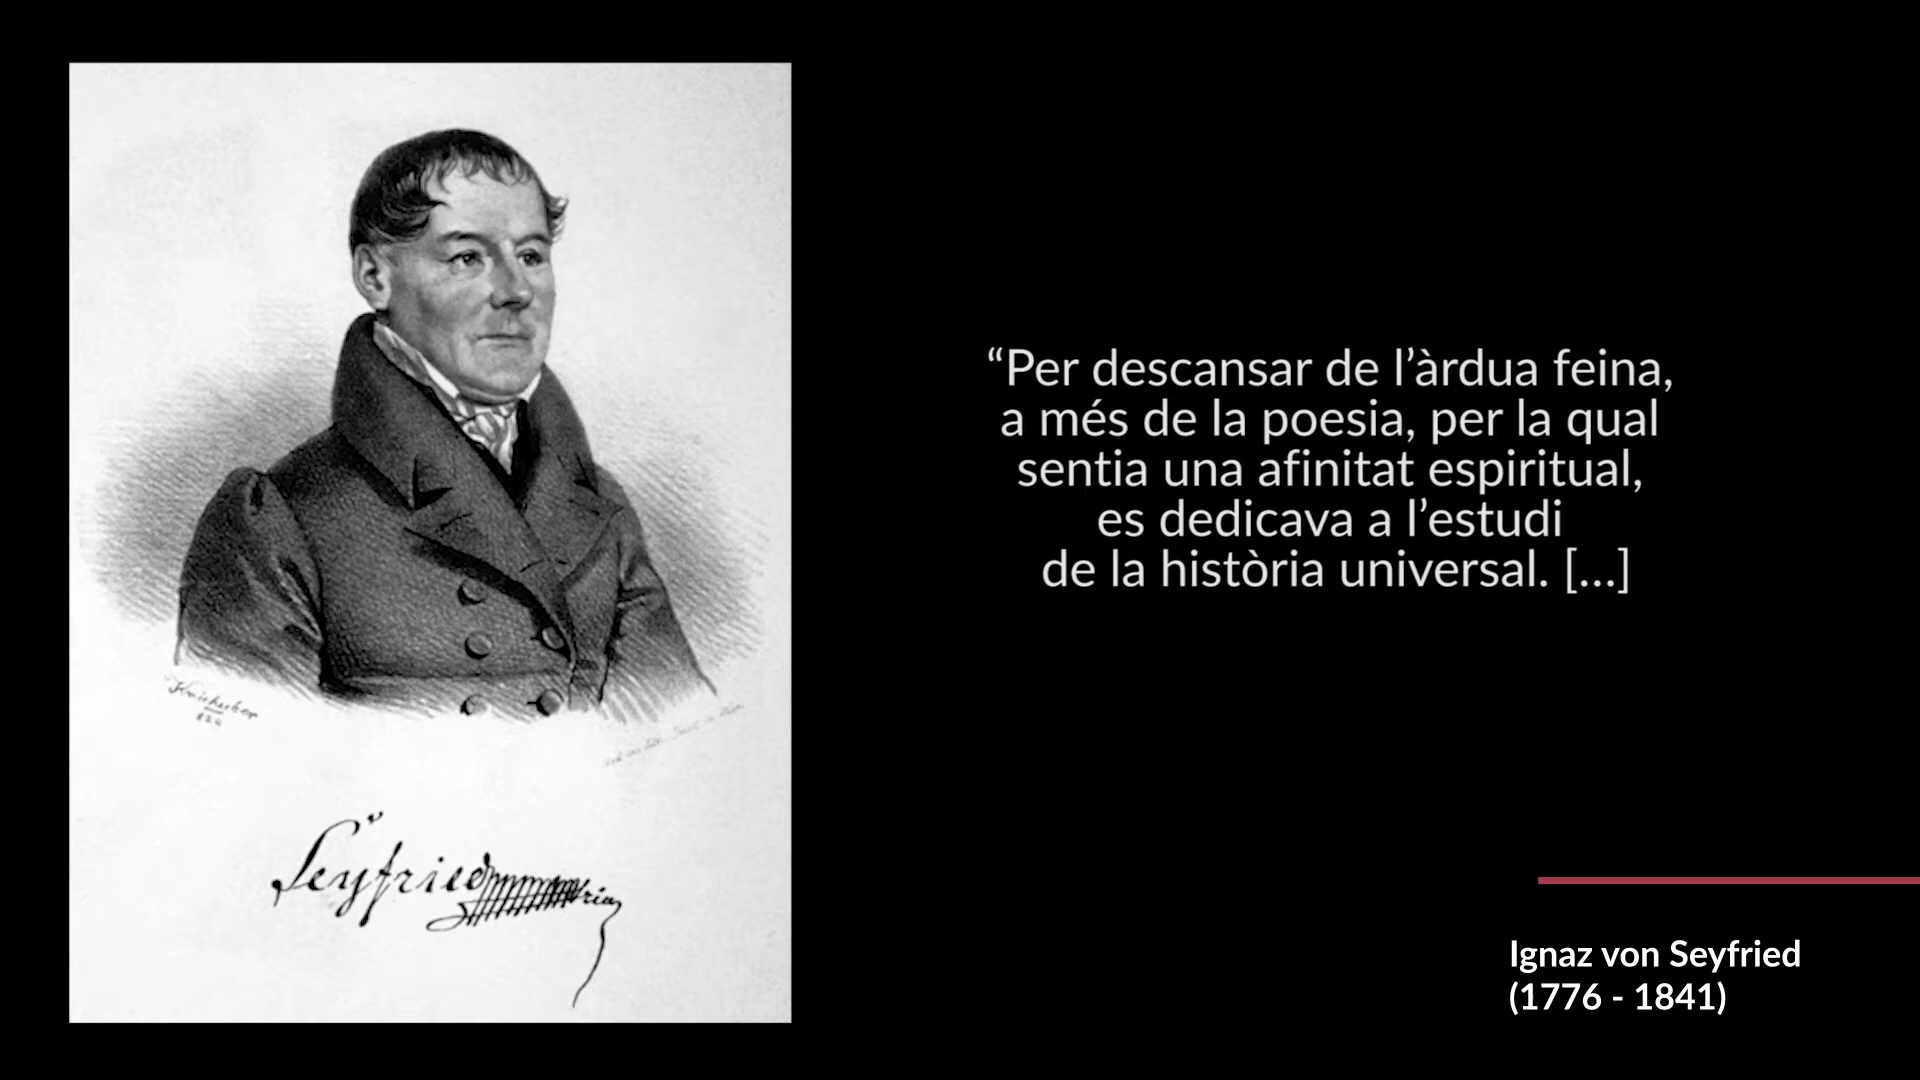 “Per descansar de l’àrdua feina,
a més de la poesia, per la qual
sentia una afinitat espiritual,
es dedicava a l’estudi
de la història universal. [...]
Kriehuber
Seyfried
Ignaz von Seyfried
(1776 - 1841)